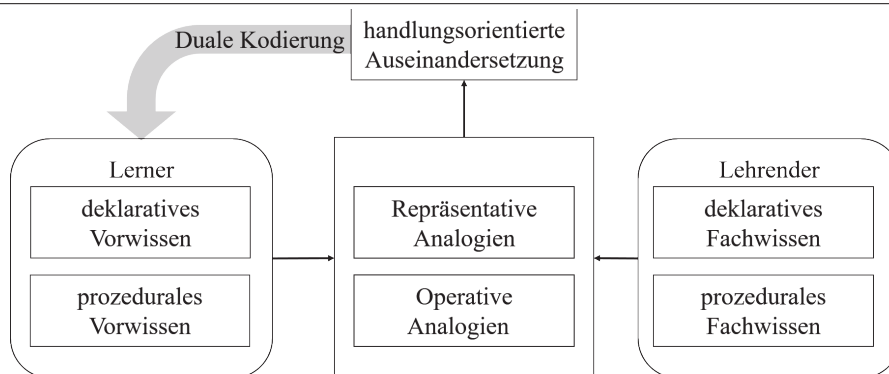 Duale Kodierung
handlungsorientierte
Auseinandersetzung
Lerner
deklaratives
Vorwissen
prozedurales
Vorwissen
Repräsentative
Analogien
Operative
Analogien
Lehrender
deklaratives
Fachwissen
prozedurales
Fachwissen